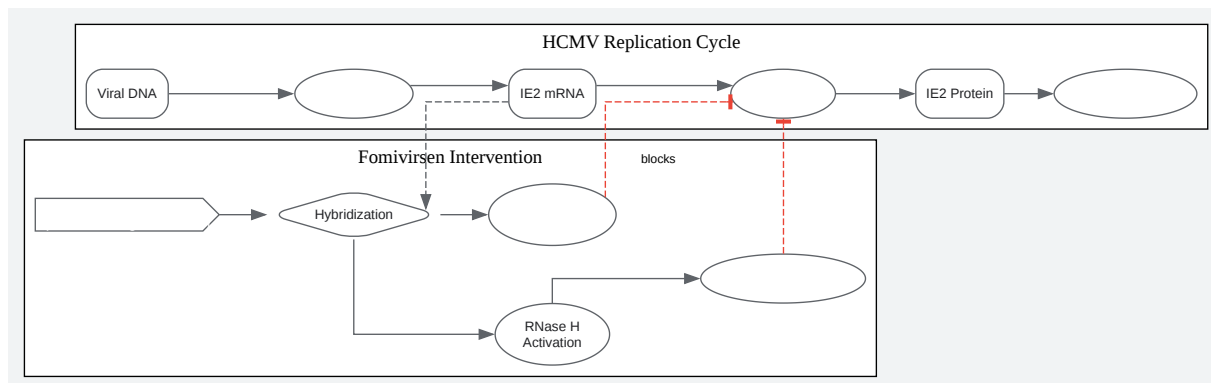 HCMV Replication Cycle
Viral DNA
IE2 mRNA
IE2 Protein
Fomivirsen Intervention
blocks
Hybridization
RNase H
Activation